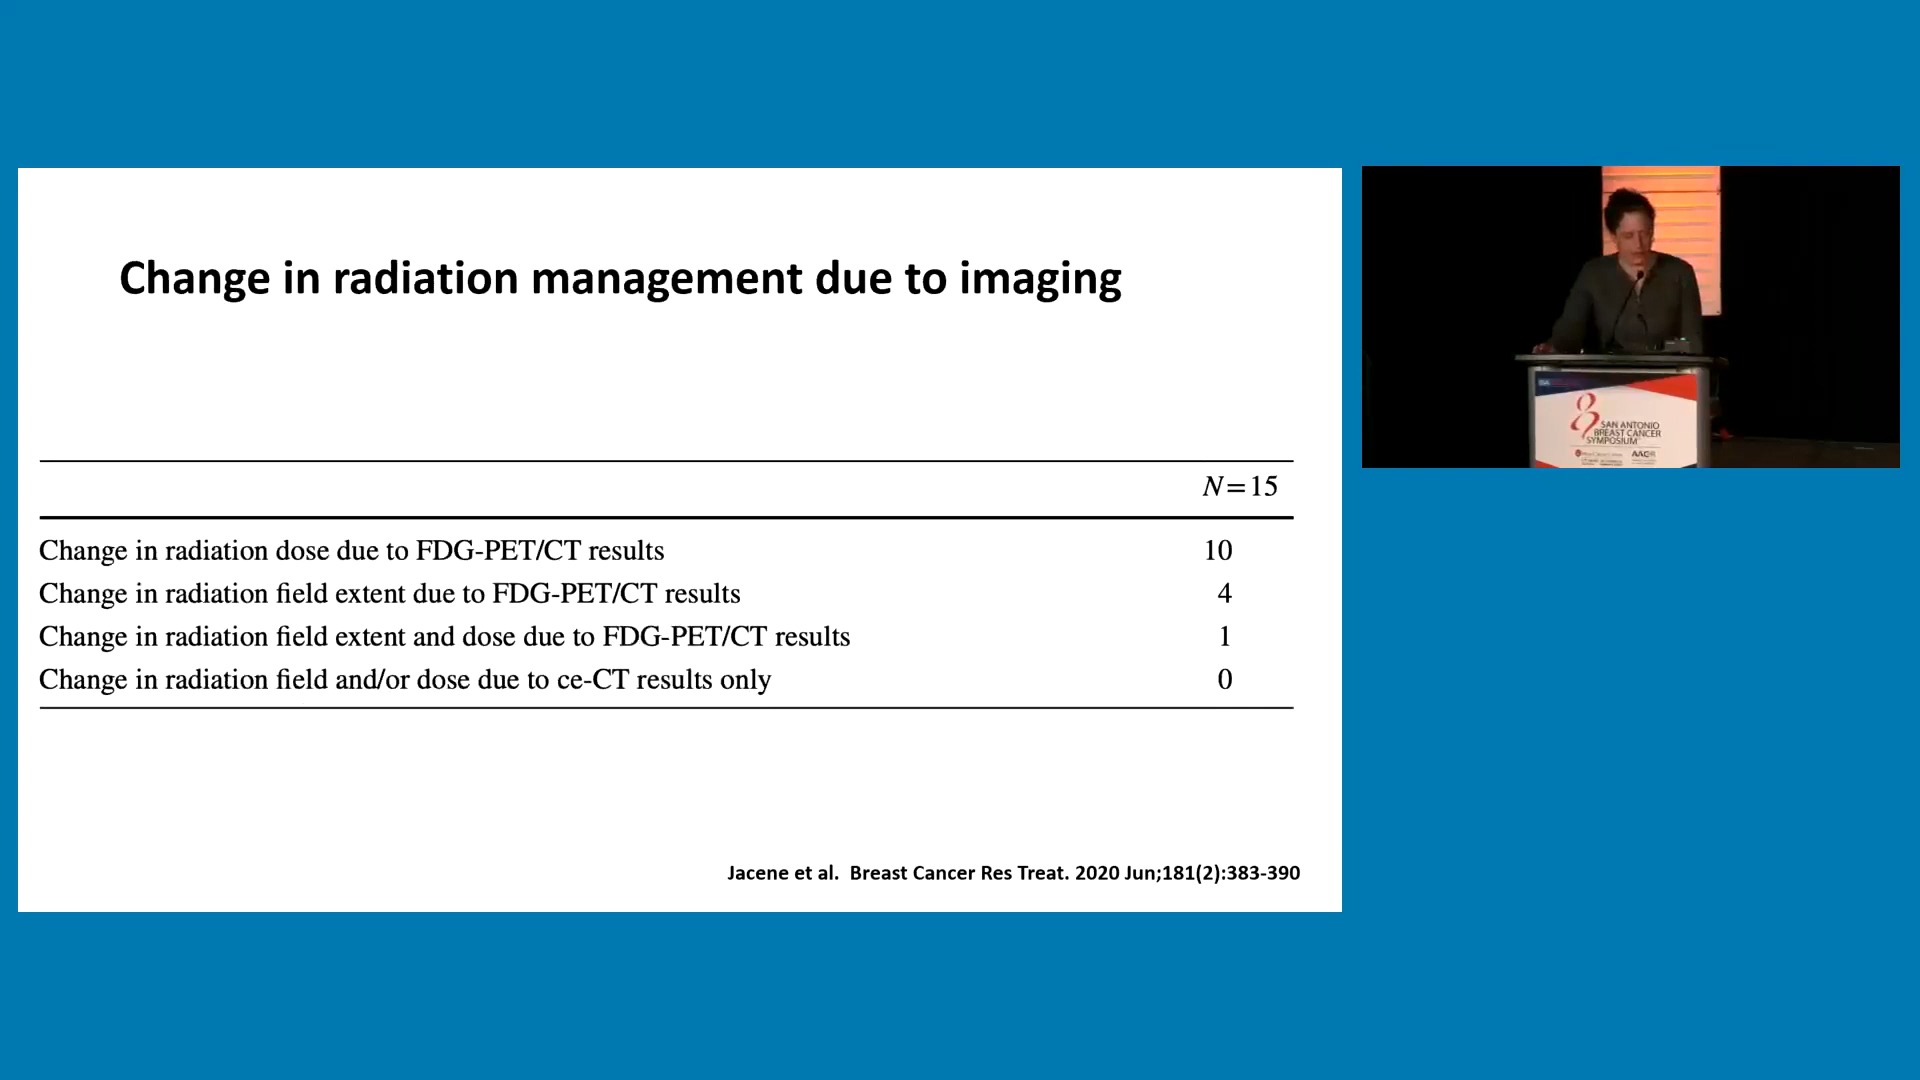 Change in radiation management due to imaging
N=15
Change in radiation dose due to FDG-PET/CT results 10
Change in radiation field extent due to FDG-PET/CT results 4
Change in radiation field extent and dose due to FDG-PET/CT results 1
Change in radiation field and/or dose due to ce-CT results only 0
Jacene et al. Breast Cancer Res Treat. 2020 Jun;181(2):383-390
SAN ANTONIO
BREAST CANCER
SYMPOSIUM
AACR